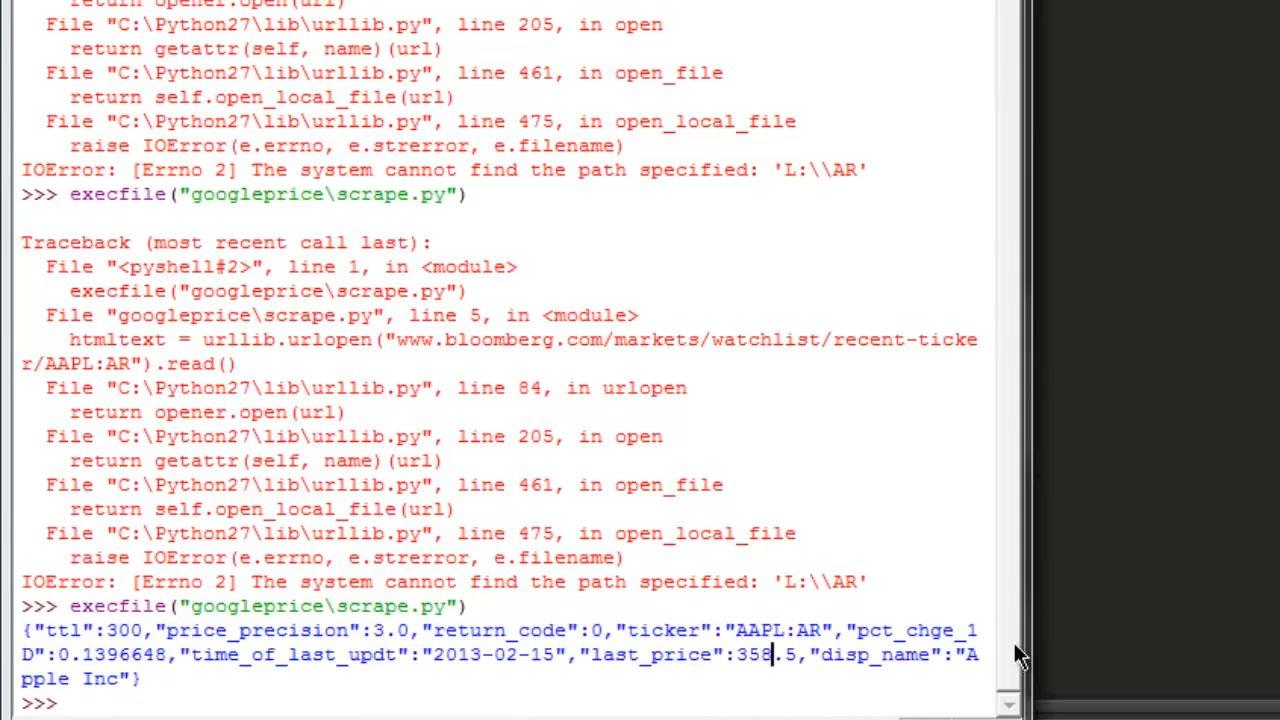 return opener.open(url)
File "C:\Python27\lib\urllib.py", line 205, in open
return getattr(self, name)(url)
File "C:\Python27\lib\urllib.py", line 461, in open_file
return self.open_local_file(url)
File "C:\Python27\lib\urllib.py", line 475, in open_local_file
raise IOError(e.errno, e.strerror, e.filename)
IOError: [Errno 2] The system cannot find the path specified: 'L:\\AR'
>>> execfile("googleprice\scrape.py")
Traceback (most recent call last):
File "<pyshell#2>", line 1, in <module>
execfile("googleprice\scrape.py")
File "googleprice\scrape.py", line 5, in <module>
htmltext = urllib.urlopen("www.bloomberg.com/markets/watchlist/recent-ticke
r/AAPL:AR").read()
File "C:\Python27\lib\urllib.py", line 84, in urlopen
return opener.open(url)
File "C:\Python27\lib\urllib.py", line 205, in open
return getattr(self, name)(url)
File "C:\Python27\lib\urllib.py", line 461, in open_file
return self.open_local_file(url)
File "C:\Python27\lib\urllib.py", line 475, in open_local_file
raise IOError(e.errno, e.strerror, e.filename)
IOError: [Errno 2] The system cannot find the path specified: 'L:\\AR'
>>> execfile("googleprice\scrape.py")
{"ttl":300,"price_precision":3.0,"return_code":0,"ticker":"AAPL:AR","pct_chge_1
D":0.1396648,"time_of_last_updt":"2013-02-15","last_price":358.5,"disp_name":"A
pple Inc"}
>>>